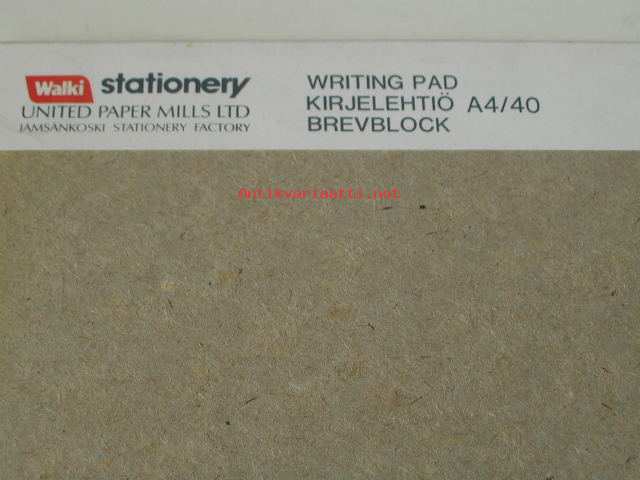 Walki stationery
UNITED PAPER MILLS LTD
JÄMSÄNKOSKI STATIONERY FACTORY
WRITING PAD
KIRJELEHTIÖ A4/40
BREVBLOCK
Antikvariaatti.net